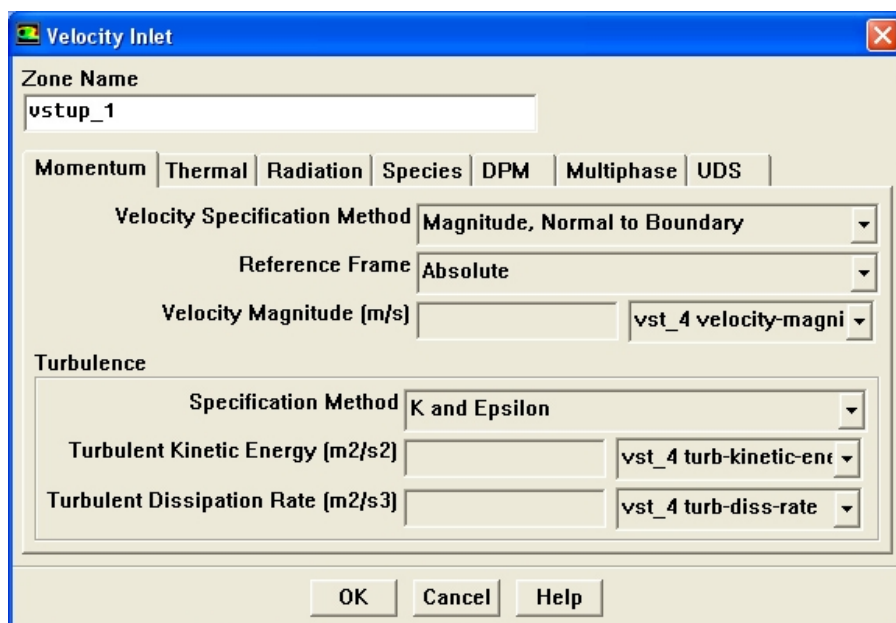 Velocity Inlet
Zone Name
vstup_1
Momentum Thermal Radiation Species DPM Multiphase UDS
Velocity Specification Method Magnitude, Normal to Boundary
Reference Frame Absolute
Velocity Magnitude (m/s) vst_4 velocity-magni
Turbulence
Specification Method K and Epsilon
Turbulent Kinetic Energy (m2/s2) vst_4 turb-kinetic-ene
Turbulent Dissipation Rate (m2/s3) vst_4 turb-diss-rate
OK Cancel Help